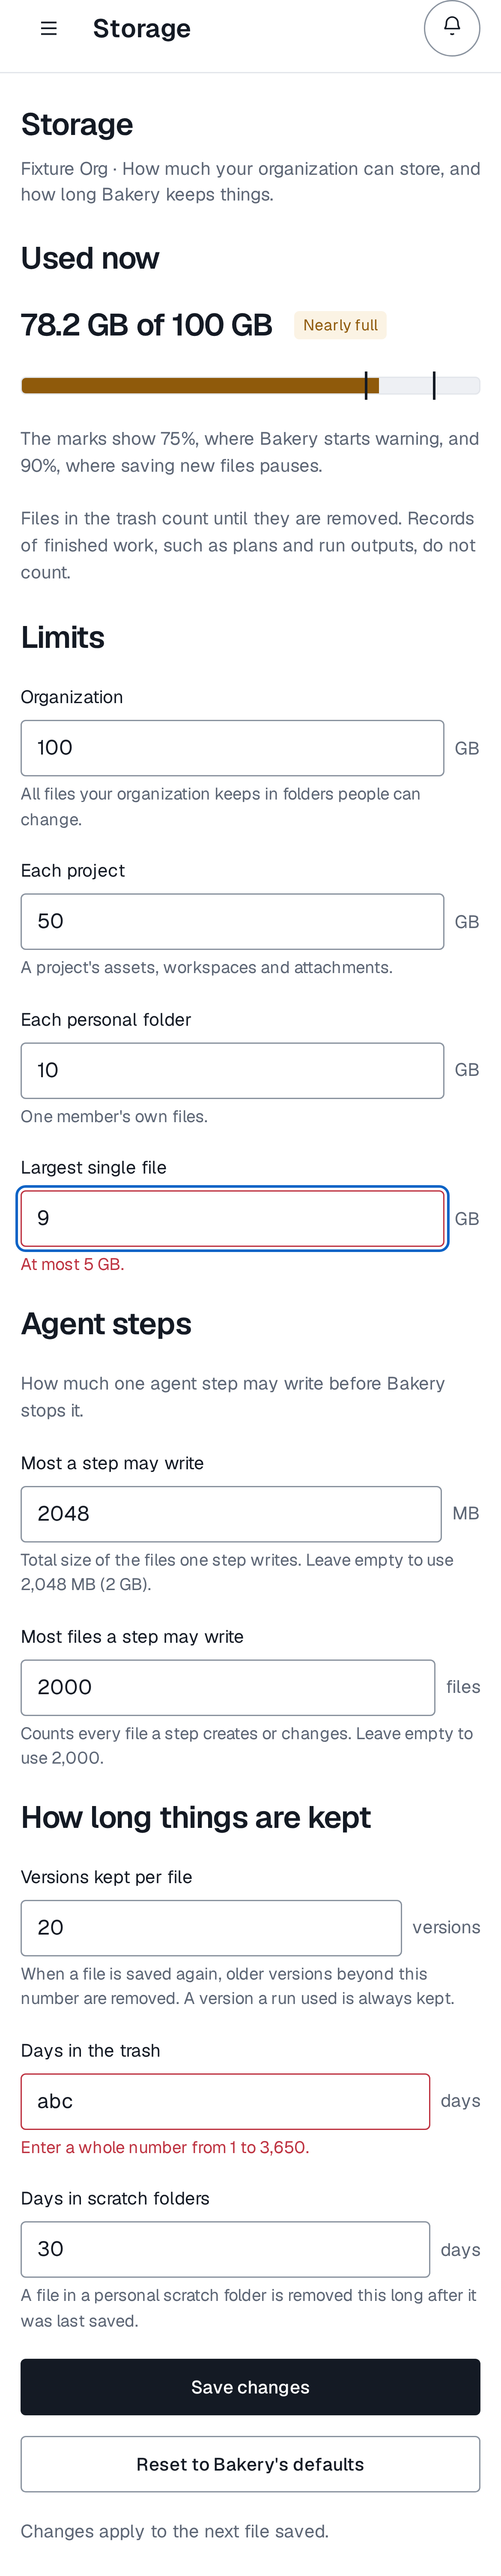 Storage
Storage
Fixture Org · How much your organization can store, and
how long Bakery keeps things.
Used now
78.2 GB of 100 GB
Nearly full
The marks show 75%, where Bakery starts warning, and
90%, where saving new files pauses.
Files in the trash count until they are removed. Records
of finished work, such as plans and run outputs, do not
count.
Limits
Organization
100
GB
All files your organization keeps in folders people can
change.
Each project
50
GB
A project's assets, workspaces and attachments.
Each personal folder
10
GB
One member's own files.
Largest single file
9
GB
At most 5 GB.
Agent steps
How much one agent step may write before Bakery
stops it.
Most a step may write
2048
MB
Total size of the files one step writes. Leave empty to use
2,048 MB (2 GB).
Most files a step may write
2000
files
Counts every file a step creates or changes. Leave empty to
use 2,000.
How long things are kept
Versions kept per file
20
versions
When a file is saved again, older versions beyond this
number are removed. A version a run used is always kept.
Days in the trash
abc
days
Enter a whole number from 1 to 3,650.
Days in scratch folders
30
days
A file in a personal scratch folder is removed this long after it
was last saved.
Save changes
Reset to Bakery's defaults
Changes apply to the next file saved.